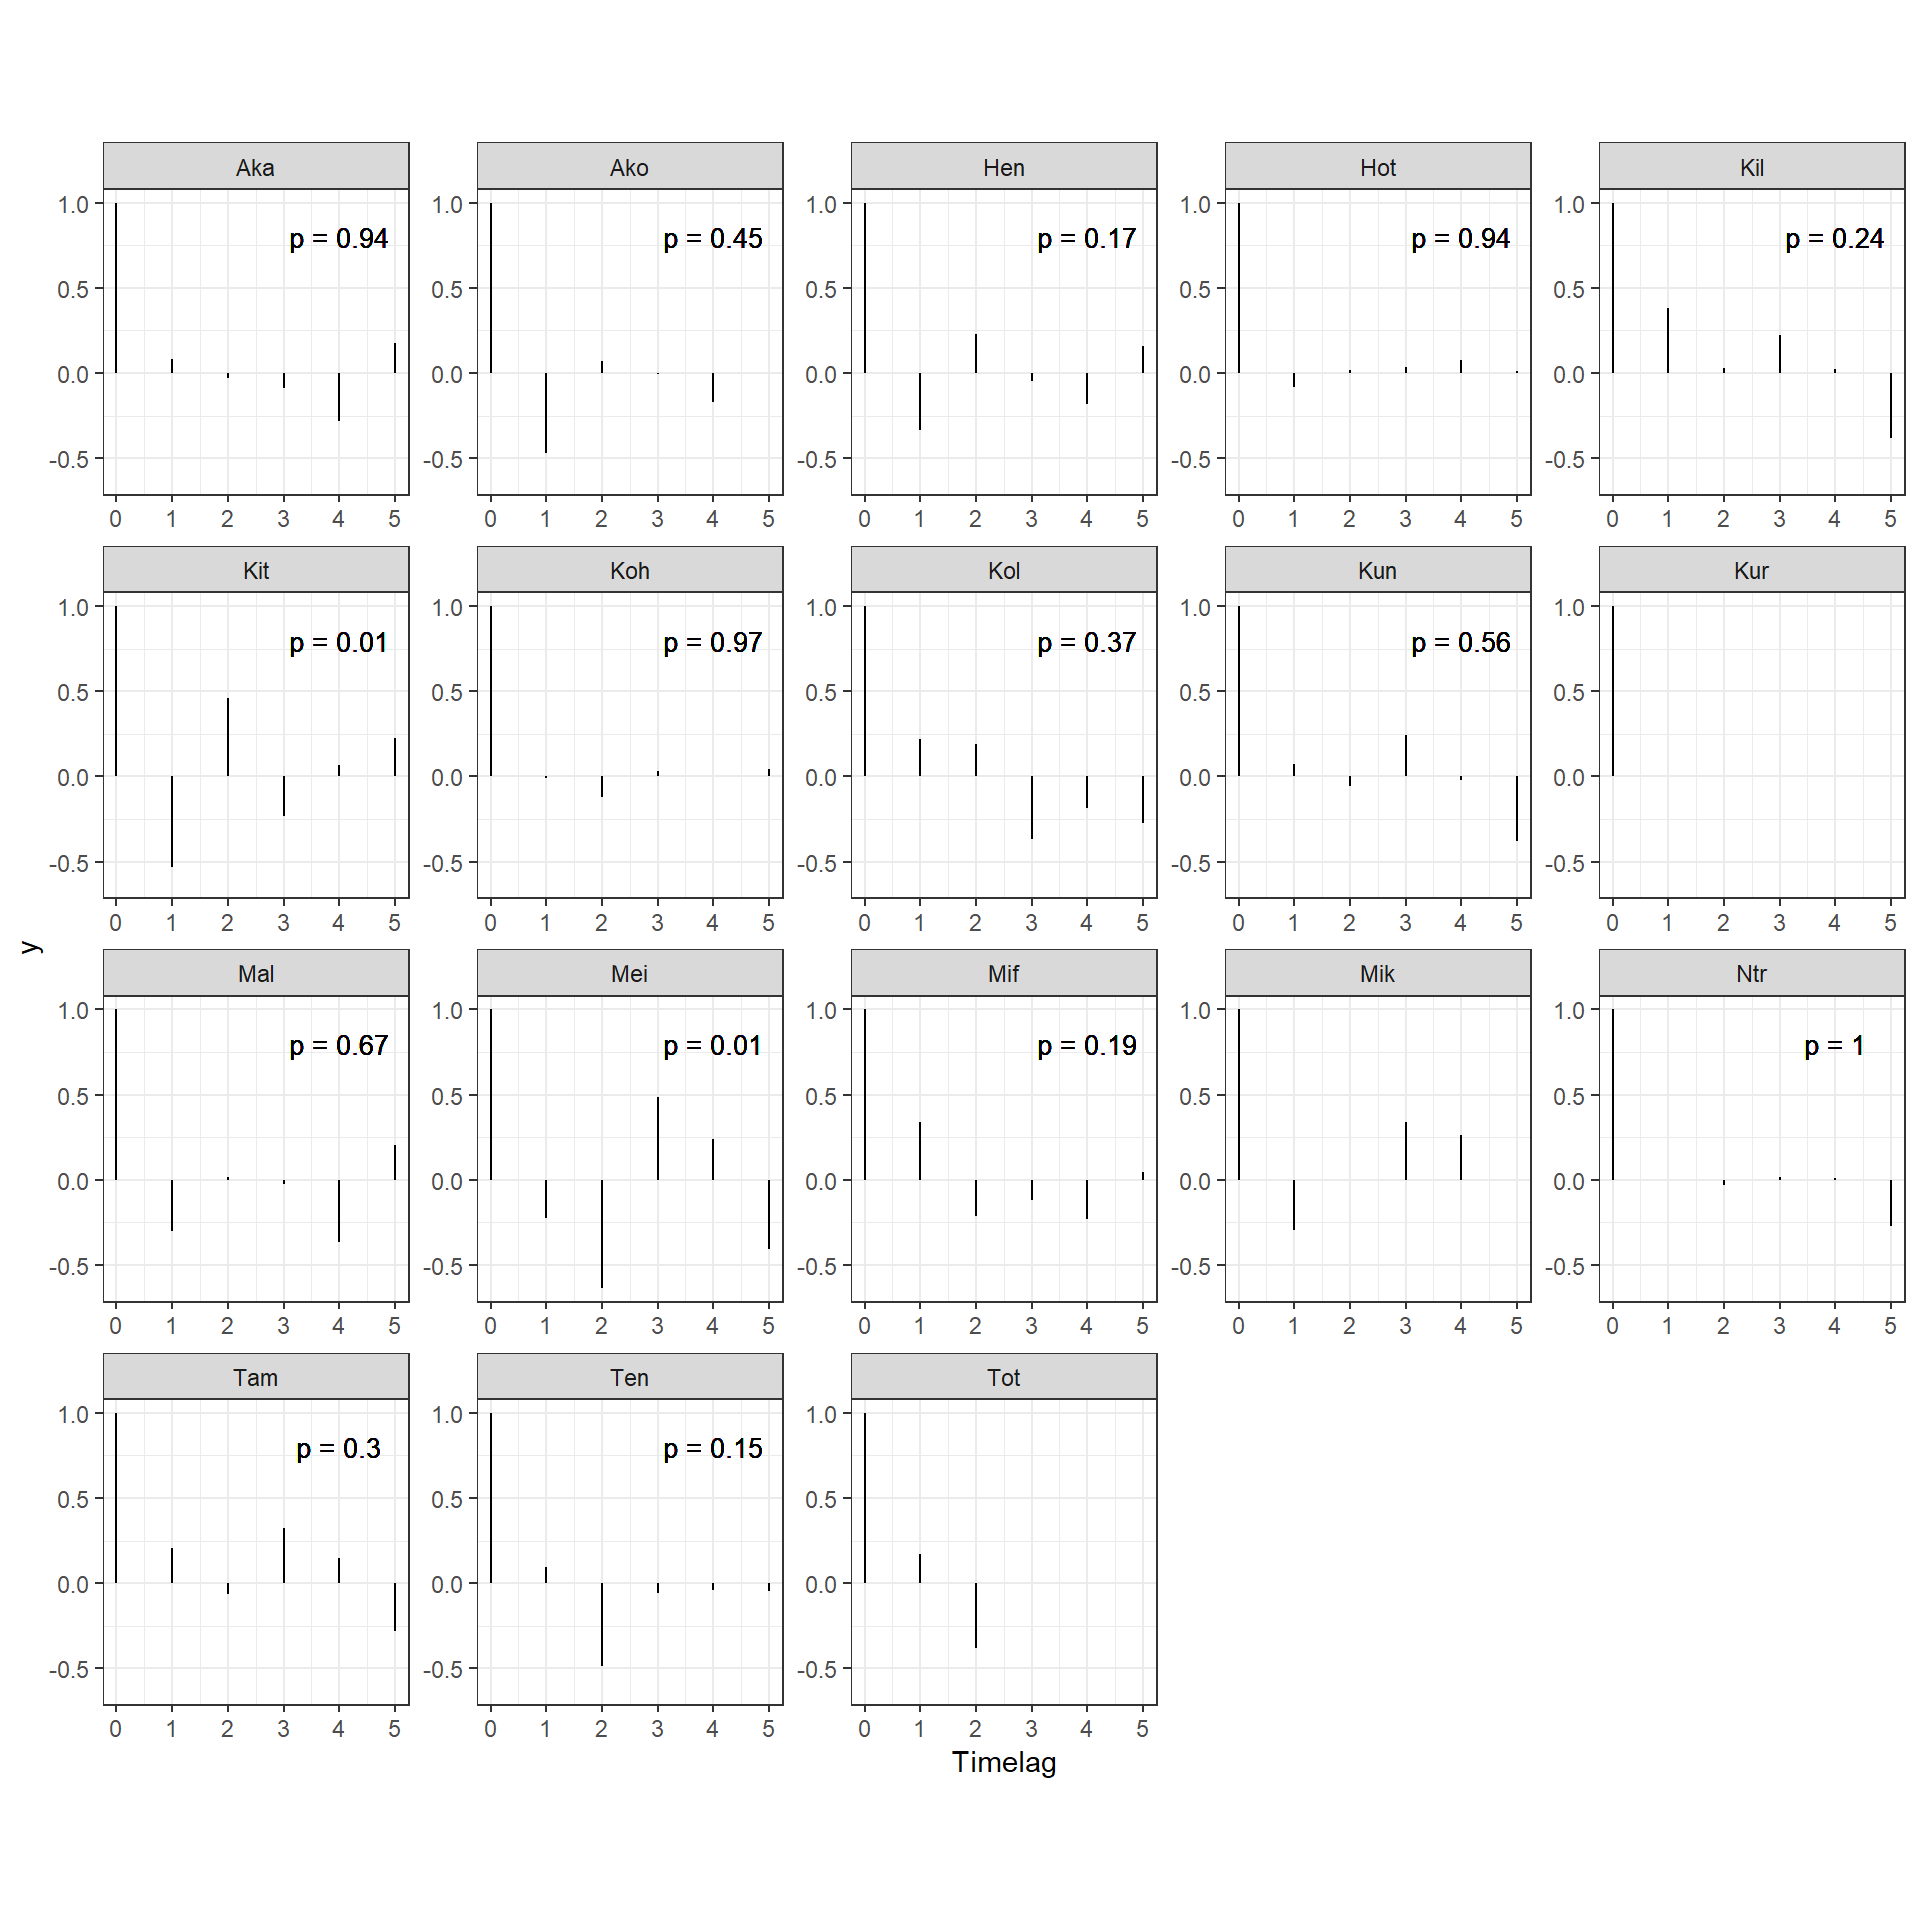 Aka Ako Hen Hot Kil
1.0 1.0 1.0 1.0 1.0
p = 0.94 p = 0.45 p = 0.17 p = 0.94 p = 0.24
0.5 0.5 0.5 0.5 0.5
0.0 0.0 0.0 0.0 0.0
-0.5 -0.5 -0.5 -0.5 -0.5
0 1 2 3 4 5 0 1 2 3 4 5 0 1 2 3 4 5 0 1 2 3 4 5 0 1 2 3 4 5
Kit Koh Kol Kun Kur
1.0 1.0 1.0 1.0 1.0
p = 0.01 p = 0.97 p = 0.37 p = 0.56
0.5 0.5 0.5 0.5 0.5
0.0 0.0 0.0 0.0 0.0
-0.5 -0.5 -0.5 -0.5 -0.5
0 1 2 3 4 5 0 1 2 3 4 5 0 1 2 3 4 5 0 1 2 3 4 5 0 1 2 3 4 5
y
Mal Mei Mif Mik Ntr
1.0 1.0 1.0 1.0 1.0
p = 0.67 p = 0.01 p = 0.19 p = 1
0.5 0.5 0.5 0.5 0.5
0.0 0.0 0.0 0.0 0.0
-0.5 -0.5 -0.5 -0.5 -0.5
0 1 2 3 4 5 0 1 2 3 4 5 0 1 2 3 4 5 0 1 2 3 4 5 0 1 2 3 4 5
Tam Ten Tot
1.0 1.0 1.0
p = 0.3 p = 0.15
0.5 0.5 0.5
0.0 0.0 0.0
-0.5 -0.5 -0.5
0 1 2 3 4 5 0 1 2 3 4 5 0 1 2 3 4 5
Timelag